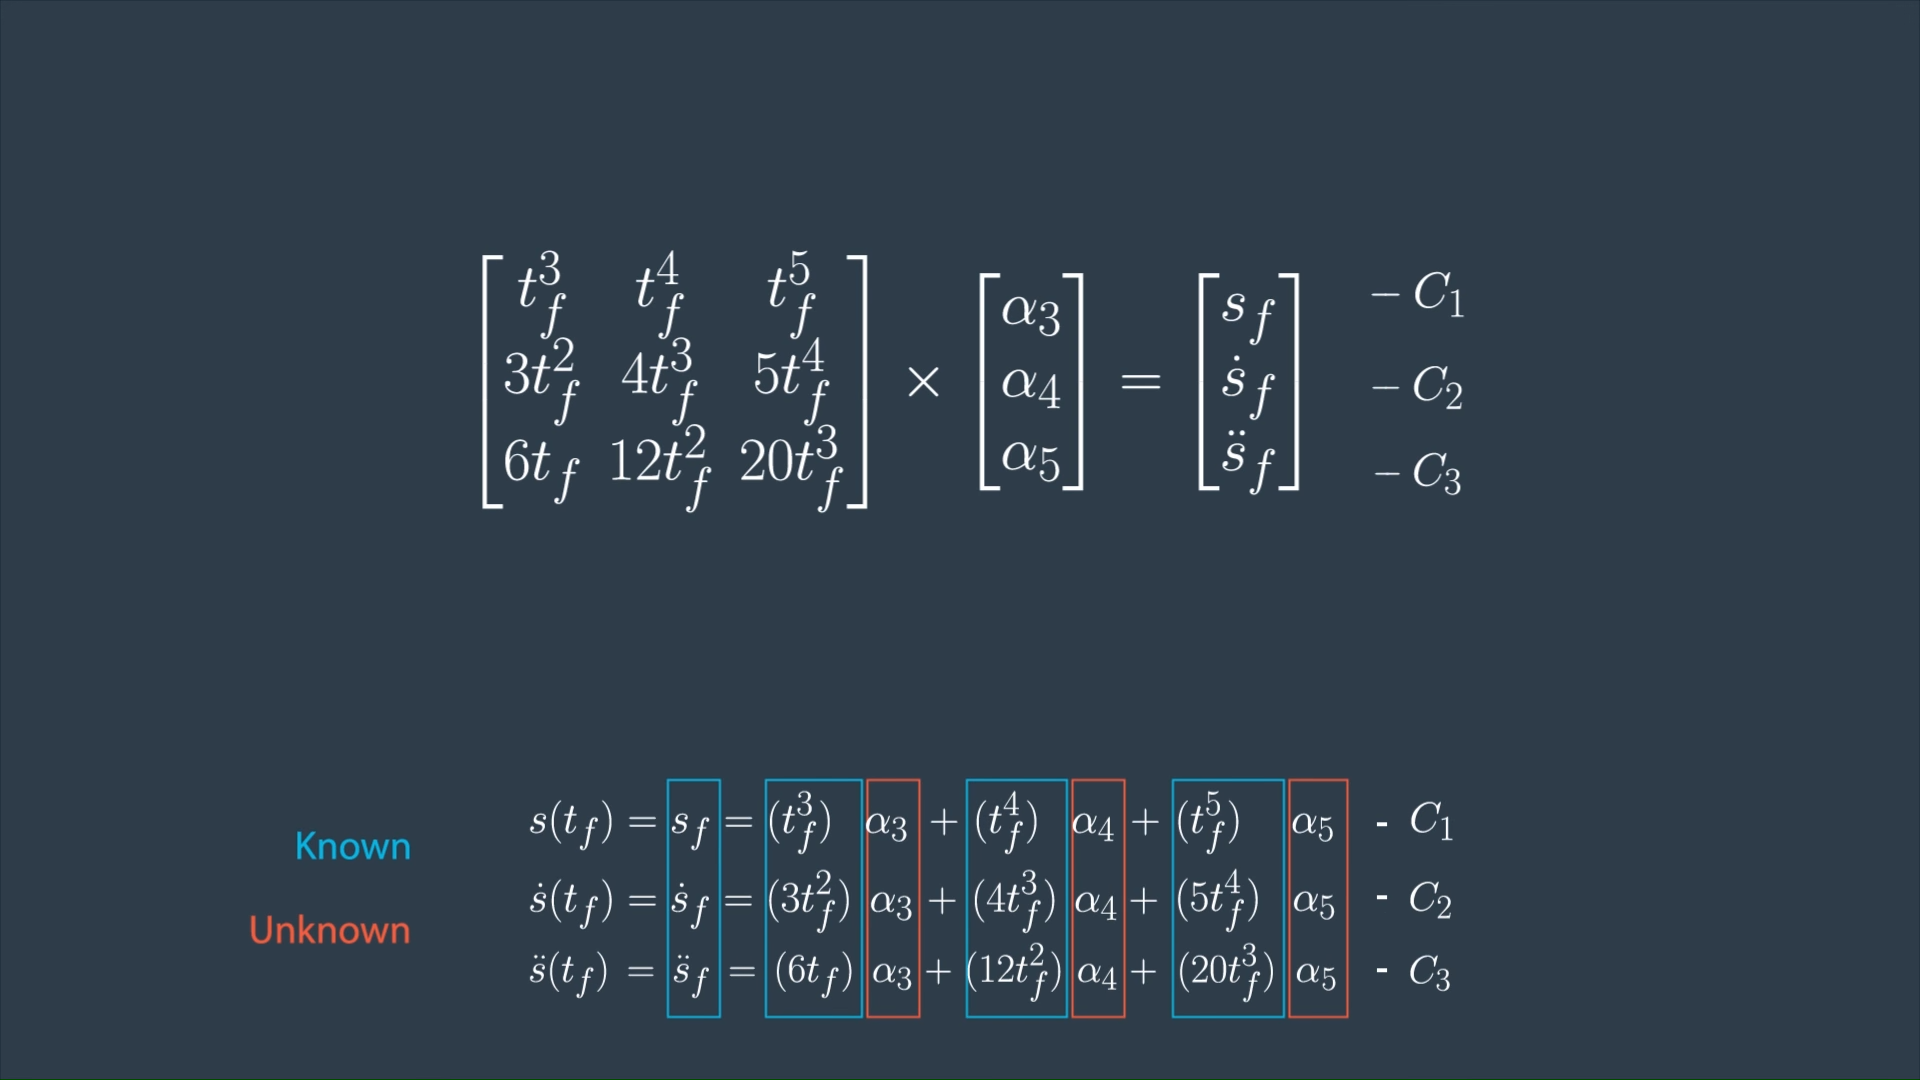 [t_f^3 t_f^4 t_f^5] [α_3] [s_f] − C_1
[3t_f^2 4t_f^3 5t_f^4] × [α_4] = [ṡ_f] − C_2
[6t_f 12t_f^2 20t_f^3] [α_5] [s̈_f] − C_3
s(t_f) = s_f = (t_f^3) α_3 + (t_f^4) α_4 + (t_f^5) α_5 - C_1
Known
ṡ(t_f) = ṡ_f = (3t_f^2) α_3 + (4t_f^3) α_4 + (5t_f^4) α_5 - C_2
Unknown
s̈(t_f) = s̈_f = (6t_f) α_3 + (12t_f^2) α_4 + (20t_f^3) α_5 - C_3